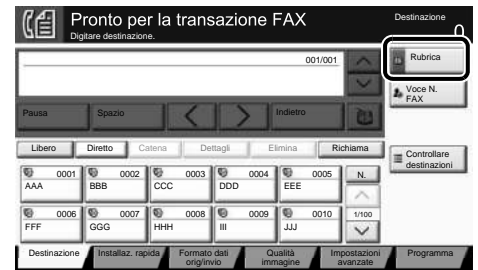 Pronto per la transazione FAX
Digitare destinazione.
Destinazione
0
001/001
Rubrica
Voce N.
FAX
Pausa
Spazio
Indietro
Libero
Diretto
Catena
Dettagli
Elimina
Richiama
Controllare
destinazioni
0001
AAA
0002
BBB
0003
CCC
0004
DDD
0005
EEE
N.
0006
FFF
0007
GGG
0008
HHH
0009
III
0010
JJJ
1/100
Destinazione
Installaz. rapida
Formato dati
orig/invio
Qualità
immagine
Impostazioni
avanzate
Programma